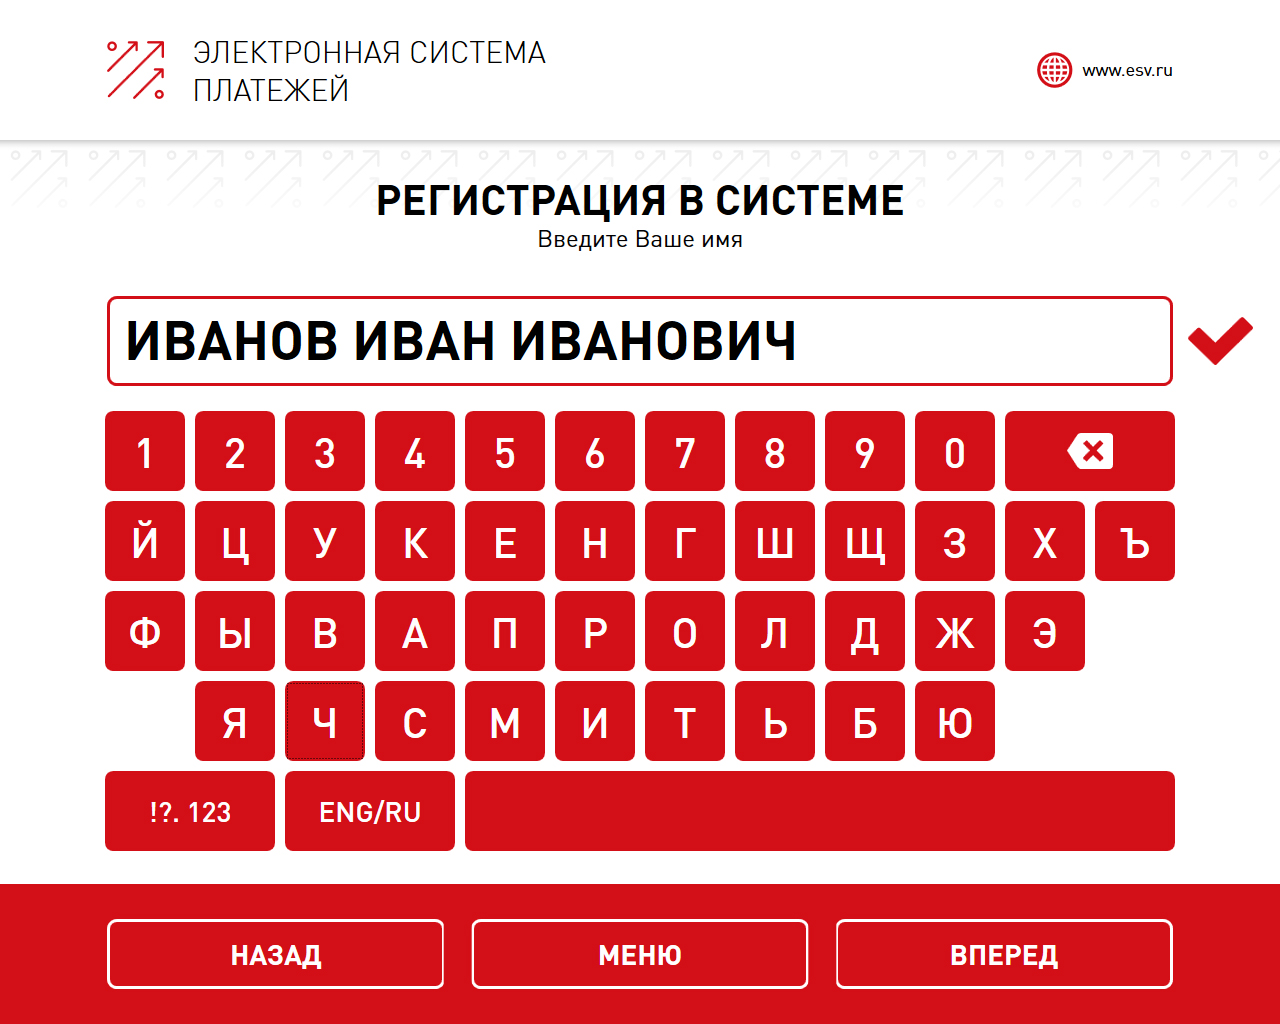 ЭЛЕКТРОННАЯ СИСТЕМА
ПЛАТЕЖЕЙ
www.esv.ru
РЕГИСТРАЦИЯ В СИСТЕМЕ
Введите Ваше имя
ИВАНОВ ИВАН ИВАНОВИЧ
1 2 3 4 5 6 7 8 9 0
Й Ц У К Е Н Г Ш Щ З Х Ъ
Ф Ы В А П Р О Л Д Ж Э
Я Ч С М И Т Ь Б Ю
!?. 123 ENG/RU
НАЗАД МЕНЮ ВПЕРЕД